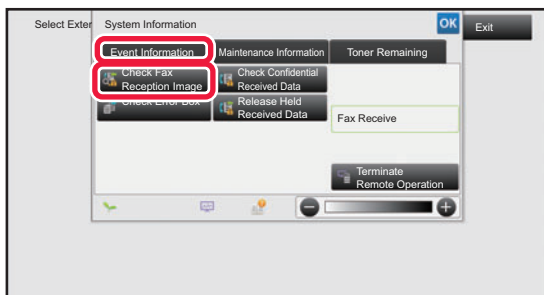 Select Exter
System Information
OK
Exit
Event Information
Maintenance Information
Toner Remaining
Check Fax
Reception Image
Check Confidential
Received Data
Check Error Box
Release Held
Received Data
Fax Receive
Terminate
Remote Operation